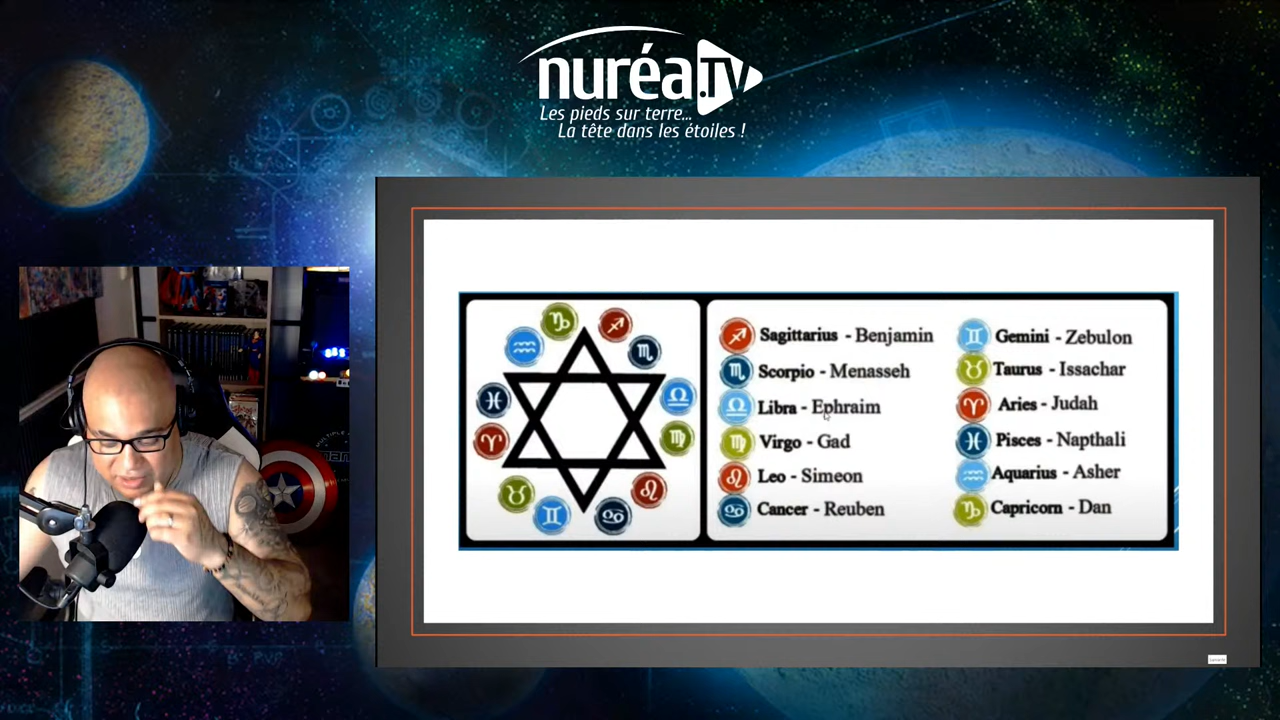 nuréa.TV
Les pieds sur terre...
La tête dans les étoiles !
Sagittarius - Benjamin
Scorpio - Menasseh
Libra - Ephraim
Virgo - Gad
Leo - Simeon
Cancer - Reuben
Gemini - Zebulon
Taurus - Issachar
Aries - Judah
Pisces - Napthali
Aquarius - Asher
Capricorn - Dan